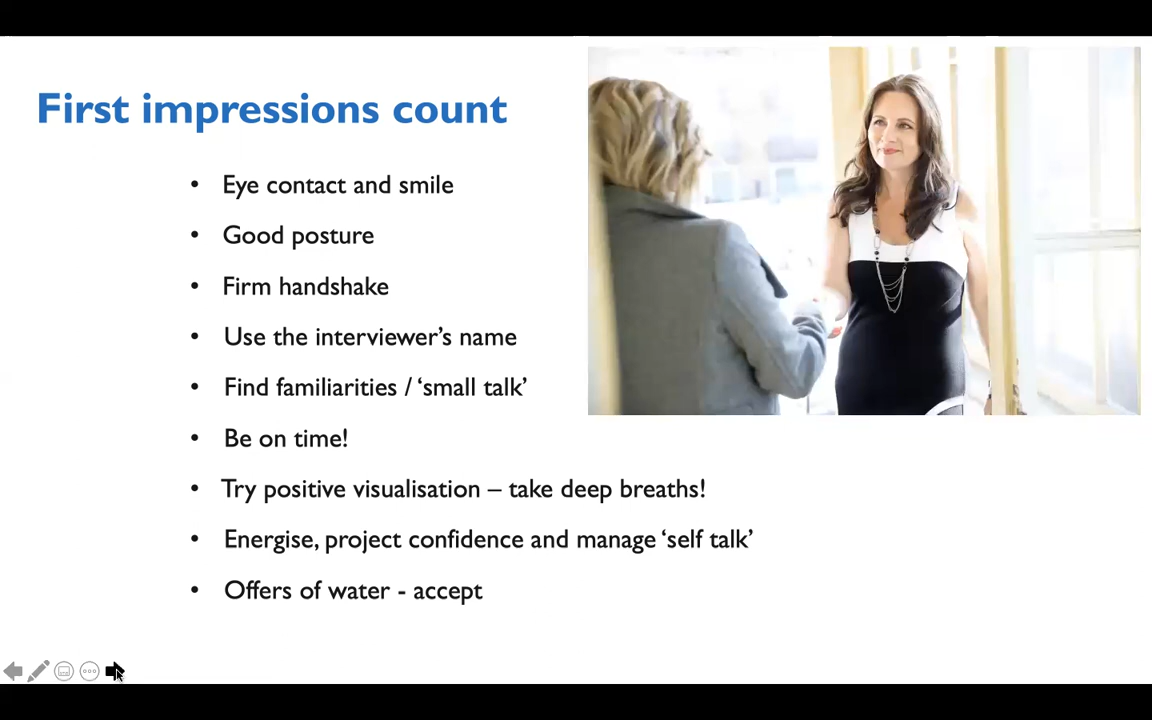 First impressions count
• Eye contact and smile
• Good posture
• Firm handshake
• Use the interviewer’s name
• Find familiarities / ‘small talk’
• Be on time!
• Try positive visualisation – take deep breaths!
• Energise, project confidence and manage ‘self talk’
• Offers of water - accept